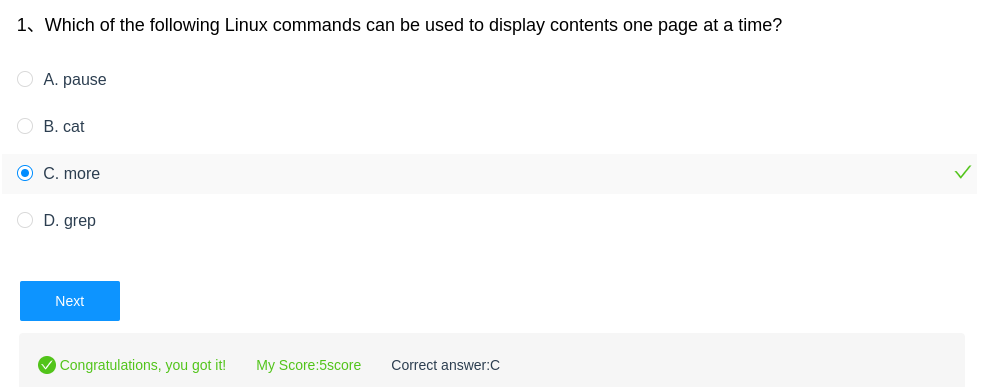 1、Which of the following Linux commands can be used to display contents one page at a time?
A. pause
B. cat
C. more
D. grep
Next
Congratulations, you got it! My Score:5score Correct answer:C